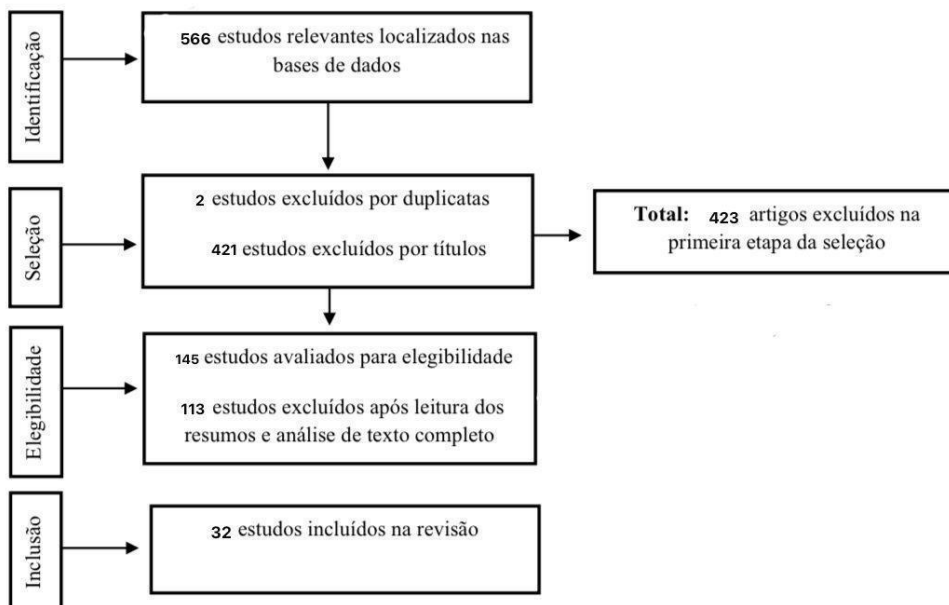 Identificação
566 estudos relevantes localizados nas
bases de dados
Seleção
2 estudos excluídos por duplicatas
421 estudos excluídos por títulos
Total: 423 artigos excluídos na
primeira etapa da seleção
Elegibilidade
145 estudos avaliados para elegibilidade
113 estudos excluídos após leitura dos
resumos e análise de texto completo
Inclusão
32 estudos incluídos na revisão